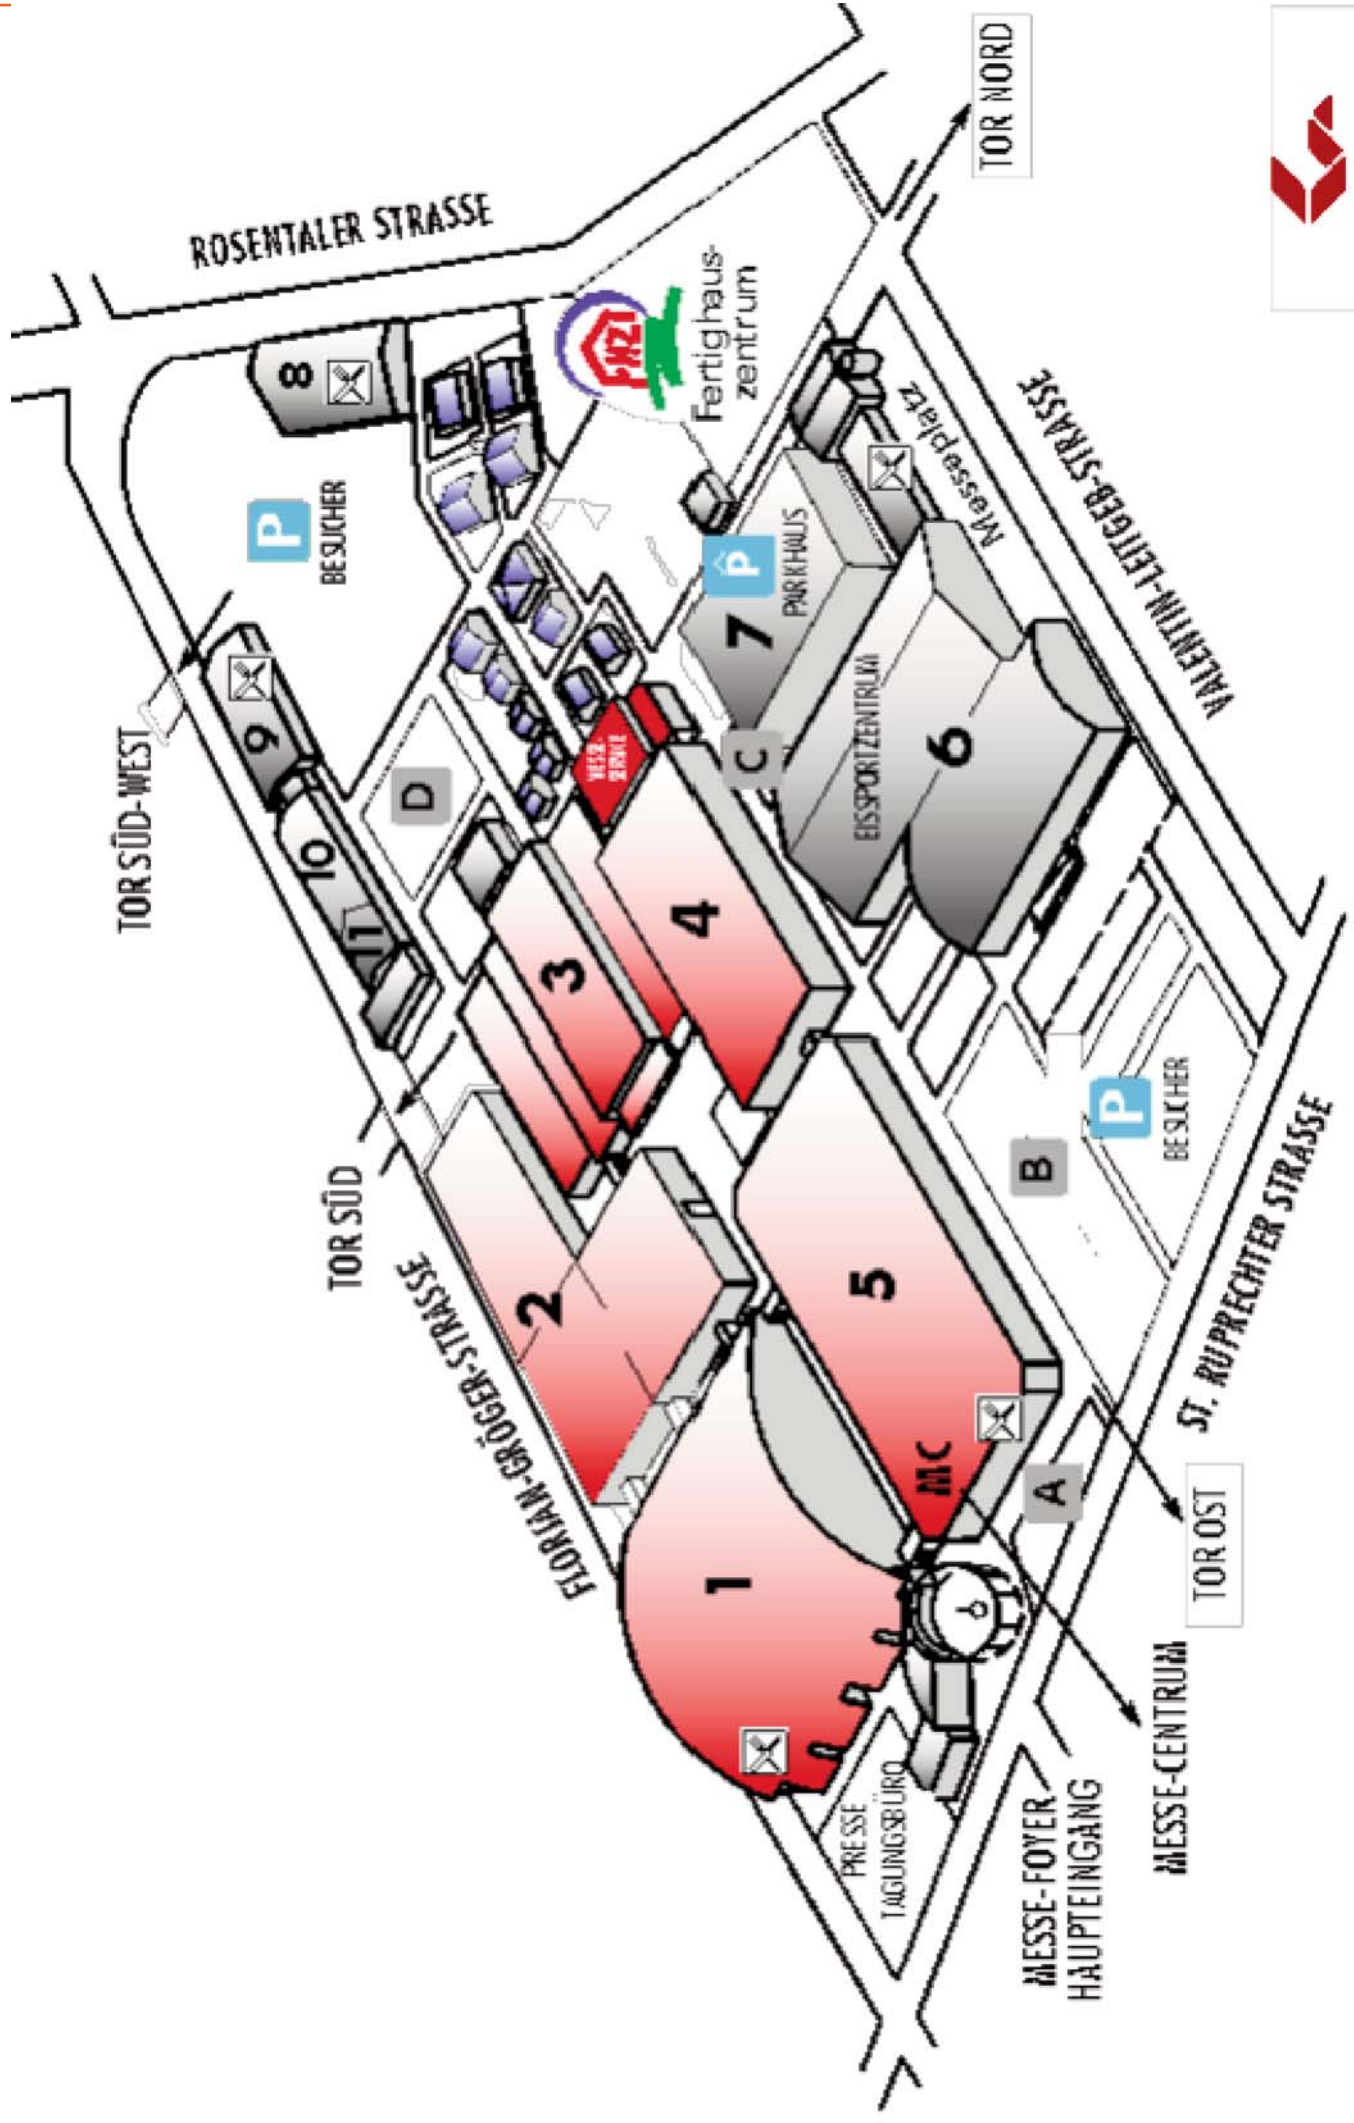 ROSENTALER STRASSE
TOR NORD
8
P
BESUCHER
FHZ
Fertighaus-
zentrum
Messeplatz
VALENTIN-LEITGEB-STRASSE
TOR SÜD-WEST
9
10
11
D
P
PARKHAUS
7
C
EISSPORTZENTRUM
6
3
4
TOR SÜD
FLORIAN-GRÖGER-STRASSE
2
5
MC
B
P
BESUCHER
ST. RUPRECHTER STRASSE
A
TOR OST
1
PRESSE
TAGUNGSBÜRO
MESSE-FOYER
HAUPTEINGANG
MESSE-CENTRUM